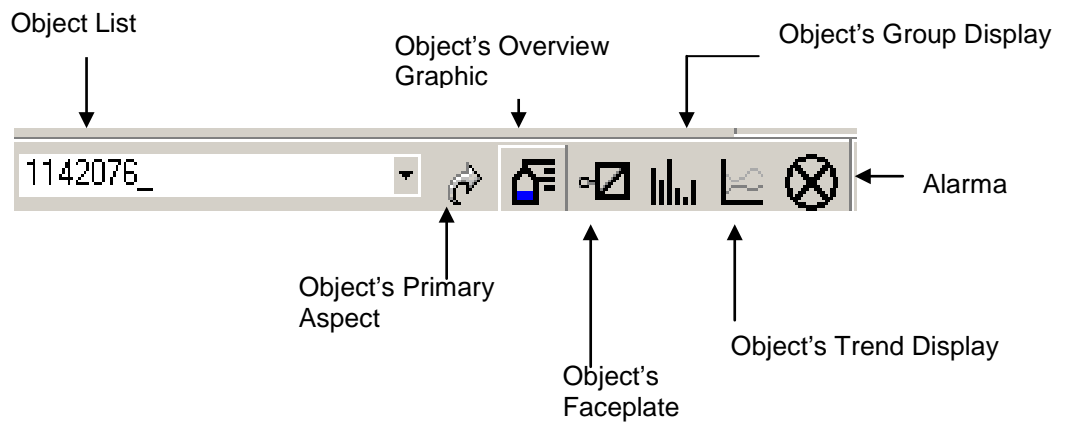 Object List
Object's Overview
Graphic
Object's Group Display
1142076_
Alarma
Object's Primary
Aspect
Object's Trend Display
Object's
Faceplate